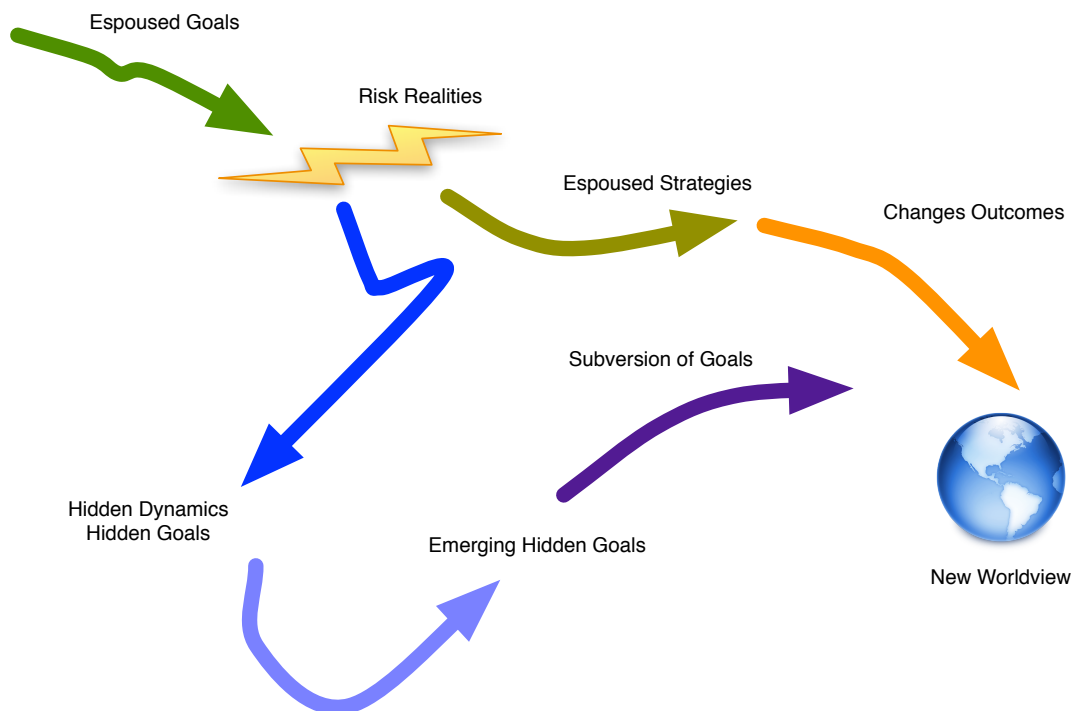 Espoused Goals
Risk Realities
Espoused Strategies
Changes Outcomes
Subversion of Goals
Hidden Dynamics
Hidden Goals
Emerging Hidden Goals
New Worldview